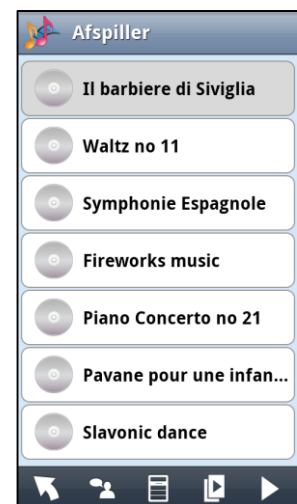 Afspiller
Il barbiere di Siviglia
Waltz no 11
Symphonie Espagnole
Fireworks music
Piano Concerto no 21
Pavane pour une infan...
Slavonic dance